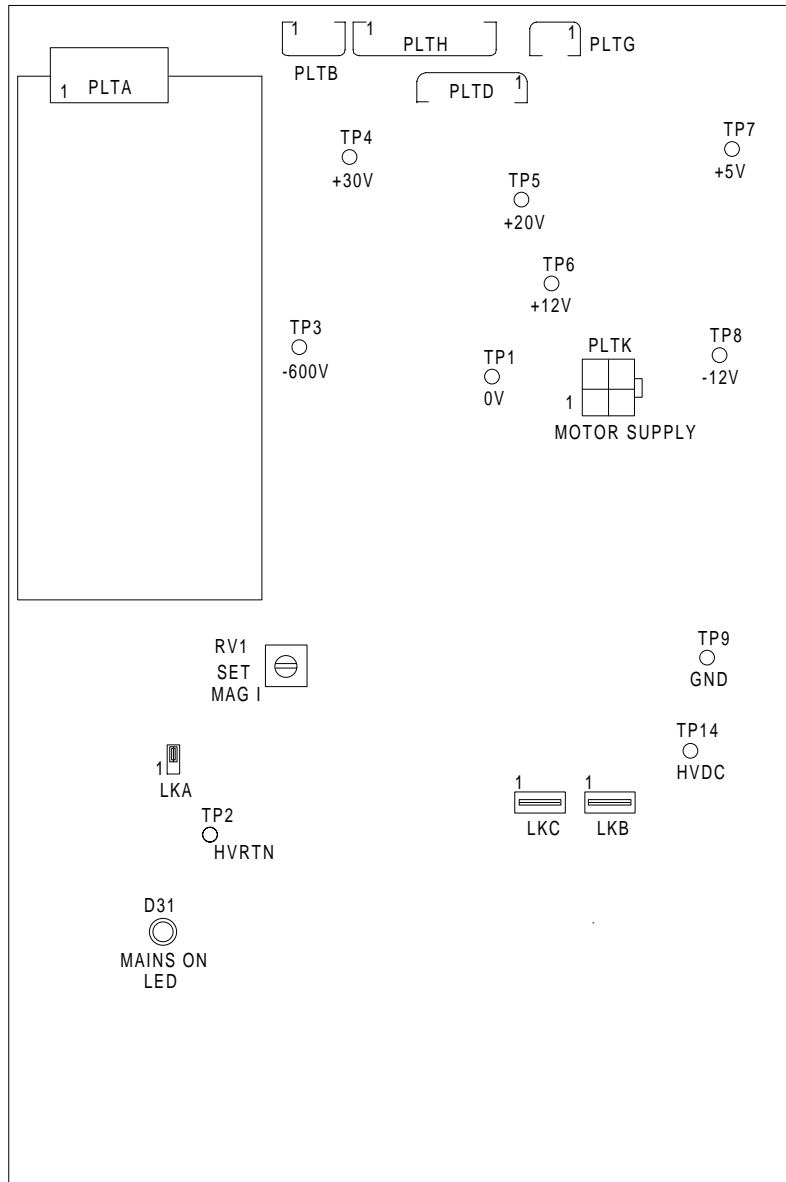 1
1
1
PLTH
PLTG
PLTB
1
PLTA
PLTD
1
TP4
+30V
TP7
+5V
TP5
+20V
TP6
+12V
TP3
-600V
TP1
0V
PLTK
1
MOTOR SUPPLY
TP8
-12V
RV1
SET
MAG I
TP9
GND
TP14
HVDC
1
LKA
1
LKC
1
LKB
TP2
HVRTN
D31
MAINS ON
LED